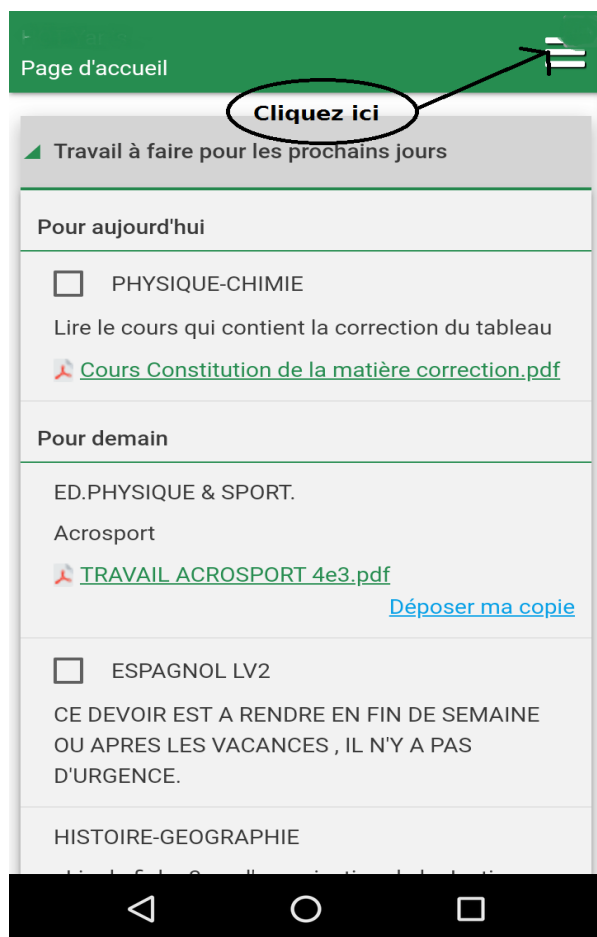 Page d'accueil
Cliquez ici
Travail à faire pour les prochains jours
Pour aujourd'hui
PHYSIQUE-CHIMIE
Lire le cours qui contient la correction du tableau
Cours Constitution de la matière correction.pdf
Pour demain
ED.PHYSIQUE & SPORT.
Acrosport
TRAVAIL ACROSPORT 4e3.pdf
Déposer ma copie
ESPAGNOL LV2
CE DEVOIR EST A RENDRE EN FIN DE SEMAINE
OU APRES LES VACANCES , IL N'Y A PAS
D'URGENCE.
HISTOIRE-GEOGRAPHIE